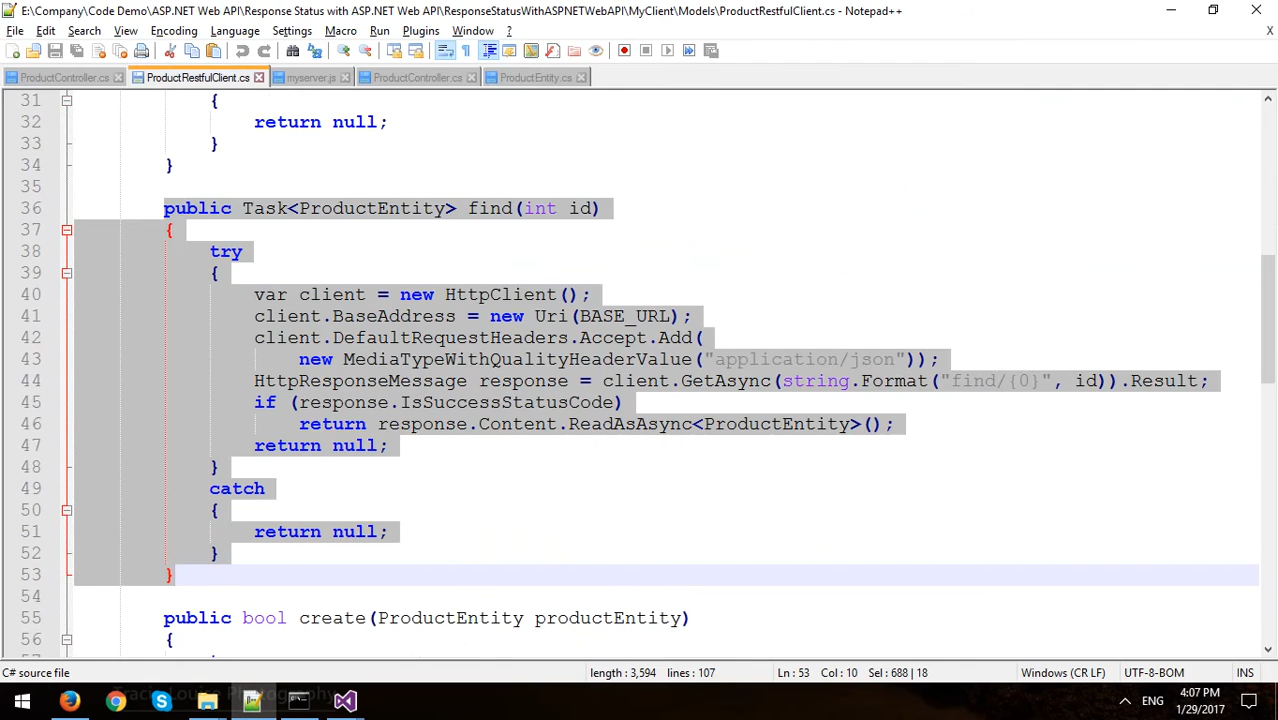 E:\Company\Code Demo\ASP.NET Web API\Response Status with ASP.NET Web API\ResponseStatusWithASPNETWebAPI\MyClient\Models\ProductRestfulClient.cs - Notepad++
File Edit Search View Encoding Language Settings Macro Run Plugins Window ? X
ProductController.cs ProductRestfulClient.cs myserver.js ProductController.cs ProductEntity.cs
31 {
32 return null;
33 }
34 }
35
36 public Task<ProductEntity> find(int id)
37 {
38 try
39 {
40 var client = new HttpClient();
41 client.BaseAddress = new Uri(BASE_URL);
42 client.DefaultRequestHeaders.Accept.Add(
43 new MediaTypeWithQualityHeaderValue("application/json"));
44 HttpResponseMessage response = client.GetAsync(string.Format("find/{0}", id)).Result;
45 if (response.IsSuccessStatusCode)
46 return response.Content.ReadAsAsync<ProductEntity>();
47 return null;
48 }
49 catch
50 {
51 return null;
52 }
53 }
54
55 public bool create(ProductEntity productEntity)
56 {
C# source file length : 3,594 lines : 107 Ln : 53 Col : 10 Sel : 688 | 18 Windows (CR LF) UTF-8-BOM INS
Tracie Louise Photography
ENG 4:07 PM
1/29/2017